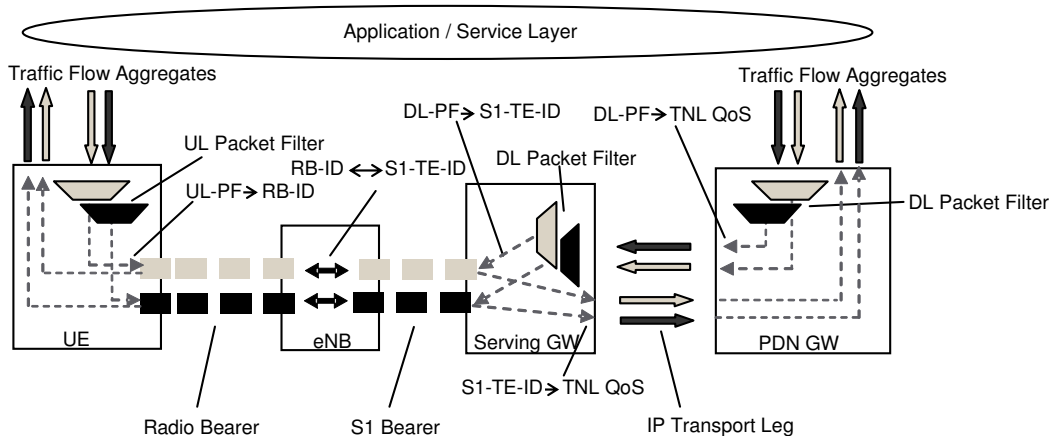 Application / Service Layer
Traffic Flow Aggregates
Traffic Flow Aggregates
DL-PF→S1-TE-ID
DL-PF→TNL QoS
UL Packet Filter
RB-ID ↔ S1-TE-ID
DL Packet Filter
UL-PF→RB-ID
DL Packet Filter
UE
eNB
Serving GW
PDN GW
S1-TE-ID→TNL QoS
Radio Bearer
S1 Bearer
IP Transport Leg